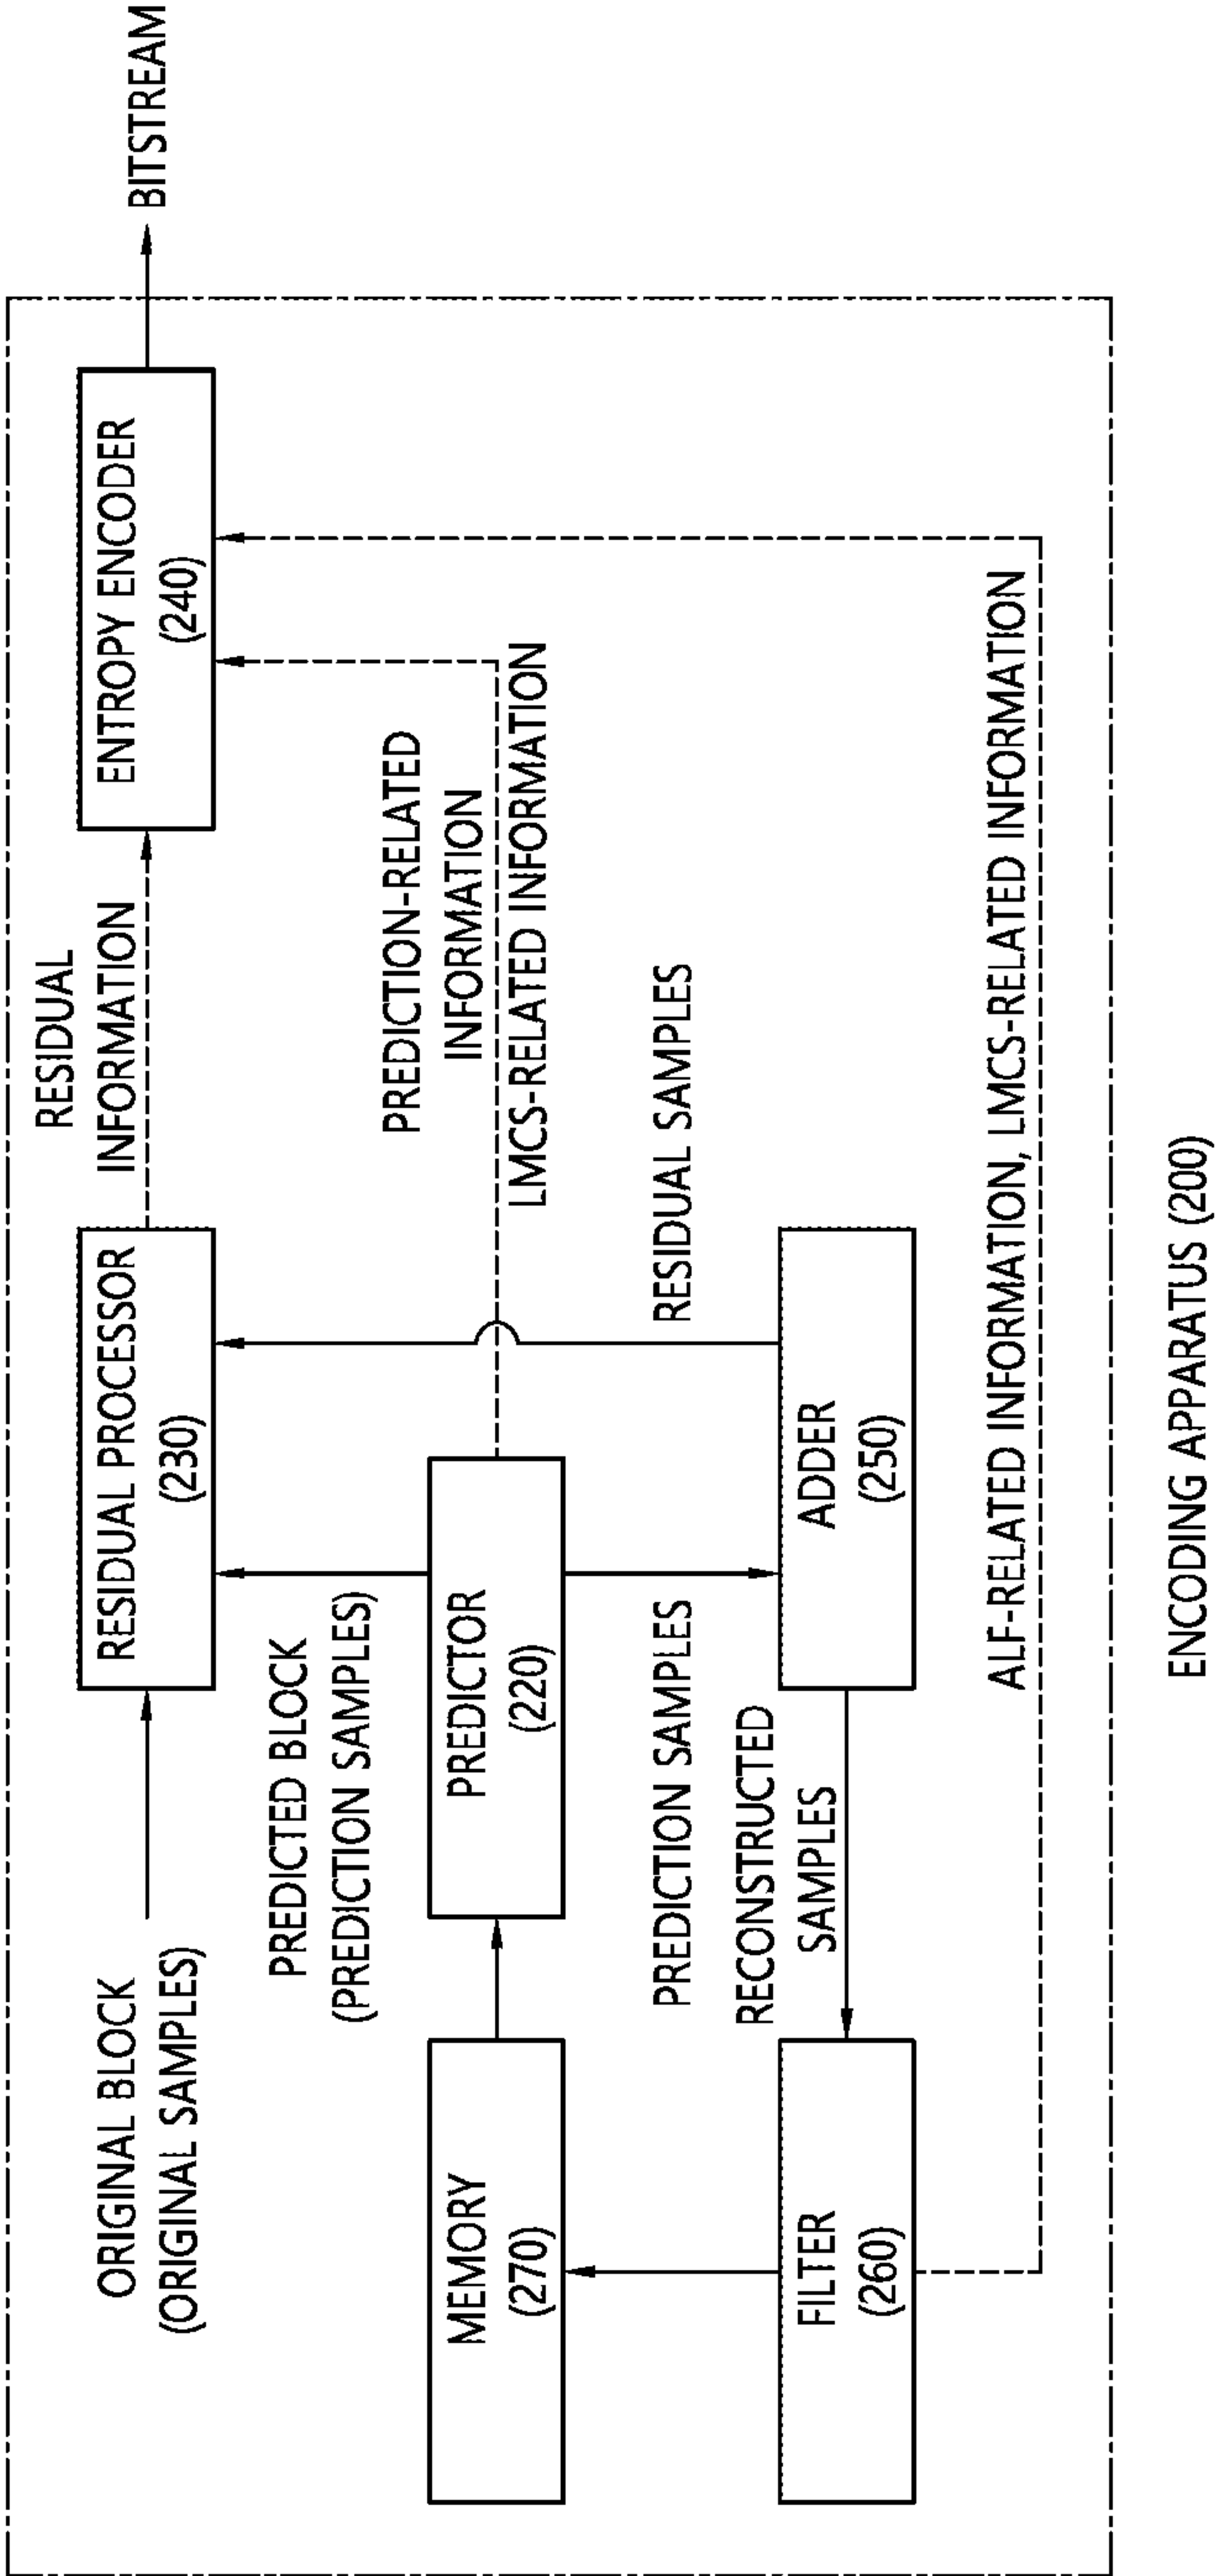 ORIGINAL BLOCK
(ORIGINAL SAMPLES)
RESIDUAL PROCESSOR
(230)
RESIDUAL
INFORMATION
ENTROPY ENCODER
(240)
BITSTREAM
PREDICTED BLOCK
(PREDICTION SAMPLES)
PREDICTION-RELATED
INFORMATION
LMCS-RELATED INFORMATION
MEMORY
(270)
PREDICTOR
(220)
PREDICTION SAMPLES
RESIDUAL SAMPLES
RECONSTRUCTED
SAMPLES
FILTER
(260)
ADDER
(250)
ALF-RELATED INFORMATION, LMCS-RELATED INFORMATION
ENCODING APPARATUS (200)